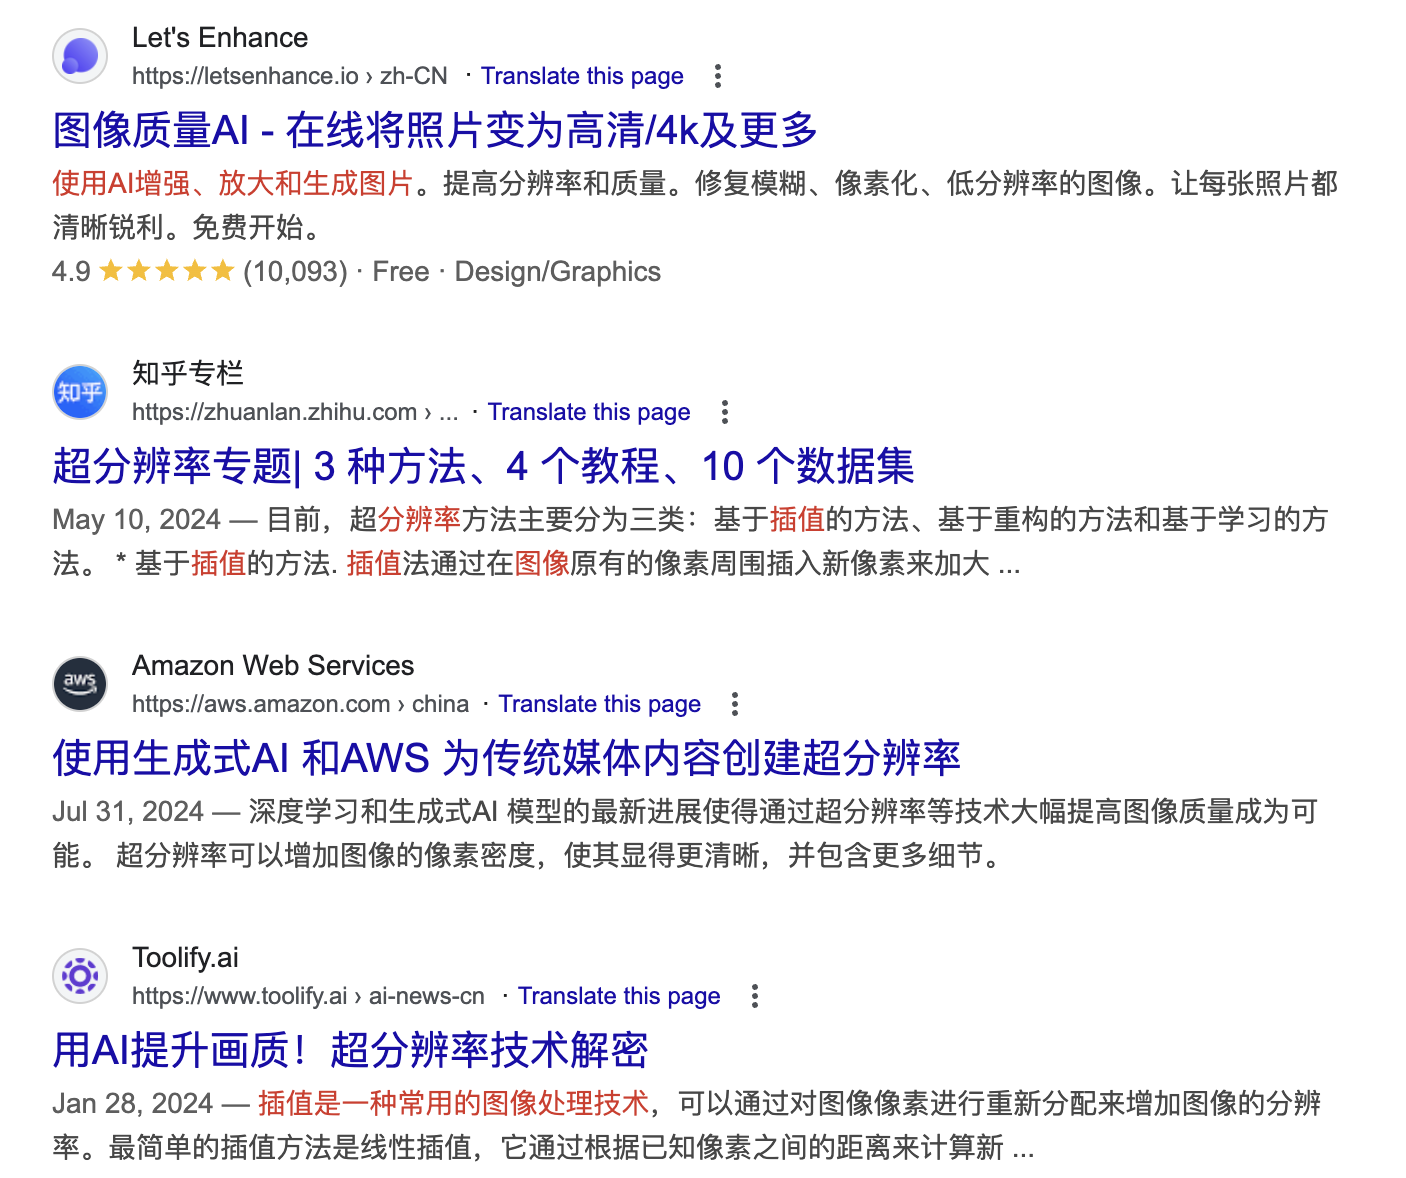 Let's Enhance
https://letsenhance.io › zh-CN · Translate this page
图像质量AI - 在线将照片变为高清/4k及更多
使用AI增强、放大和生成图片。提高分辨率和质量。修复模糊、像素化、低分辨率的图像。让每张照片都
清晰锐利。免费开始。
4.9 ★★★★★ (10,093) · Free · Design/Graphics
知乎
知乎专栏
https://zhuanlan.zhihu.com › ... · Translate this page
超分辨率专题| 3 种方法、4 个教程、10 个数据集
May 10, 2024 — 目前，超分辨率方法主要分为三类：基于插值的方法、基于重构的方法和基于学习的方
法。 * 基于插值的方法. 插值法通过在图像原有的像素周围插入新像素来加大 ...
aws
Amazon Web Services
https://aws.amazon.com › china · Translate this page
使用生成式AI 和AWS 为传统媒体内容创建超分辨率
Jul 31, 2024 — 深度学习和生成式AI 模型的最新进展使得通过超分辨率等技术大幅提高图像质量成为可
能。 超分辨率可以增加图像的像素密度，使其显得更清晰，并包含更多细节。
Toolify.ai
https://www.toolify.ai › ai-news-cn · Translate this page
用AI提升画质！超分辨率技术解密
Jan 28, 2024 — 插值是一种常用的图像处理技术，可以通过对图像像素进行重新分配来增加图像的分辨
率。最简单的插值方法是线性插值，它通过根据已知像素之间的距离来计算新 ...